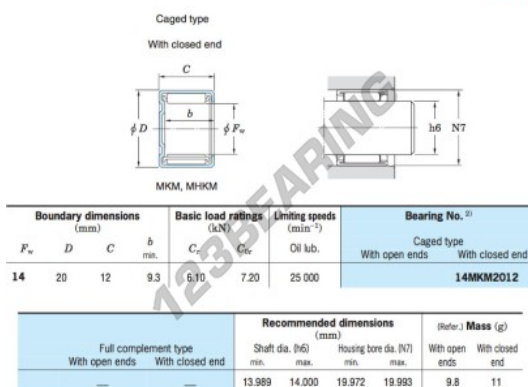 Caged type
With closed end
C
b
ϕ D
ϕ Fw
h6
N7
MKM, MHKM
123BEARING
Boundary dimensions
(mm)
Basic load ratings
(kN)
Limiting speeds
(min⁻¹)
Bearing No. 2)
Fw D C b
min.
Cr C0r
Oil lub.
Caged type
With open ends With closed end
14 20 12 9.3 6.10 7.20 25 000 14MKM2012
Full complement type
With open ends With closed end
Recommended dimensions
(mm)
Shaft dia. (h6) Housing bore dia. (N7)
min. max. min. max.
(Refer.) Mass (g)
With open ends
With closed end
— — 13.989 14.000 19.972 19.993 9.8 11